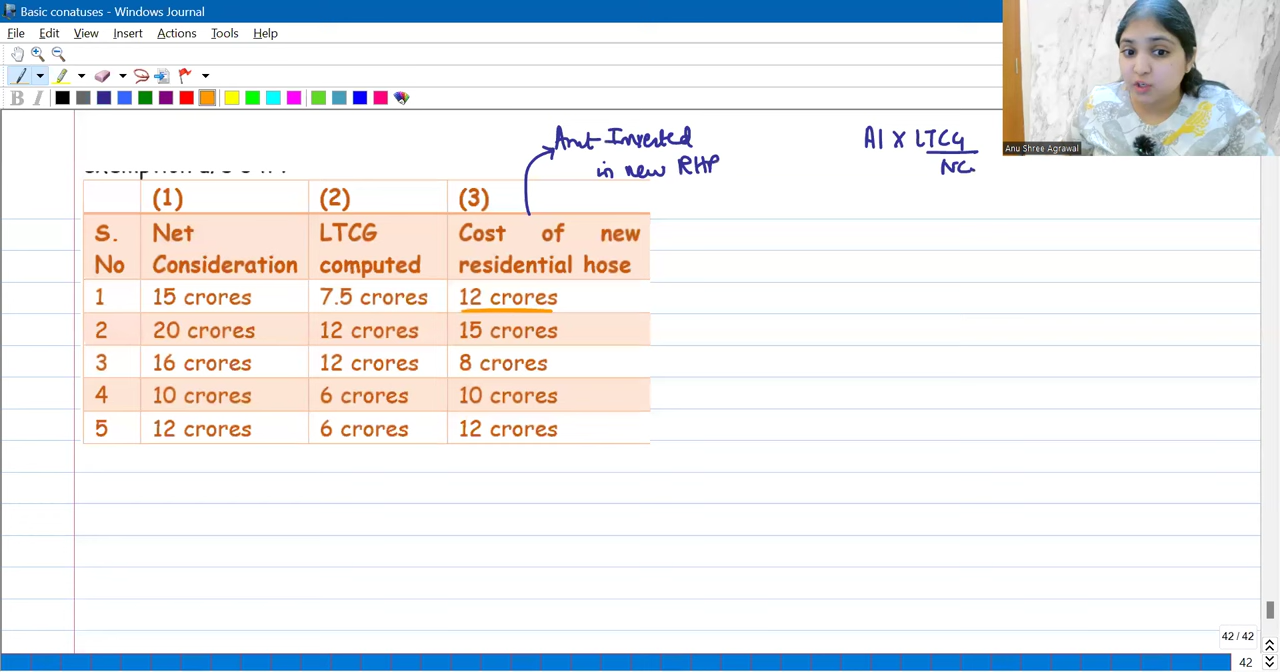 Basic conatuses - Windows Journal
File Edit View Insert Actions Tools Help
B I
Amt Invested
in new RHP
AI X LTCG
NC
Anu Shree Agrawal
(1) (2) (3)
S. No Net Consideration LTCG computed Cost of new residential hose
1 15 crores 7.5 crores 12 crores
2 20 crores 12 crores 15 crores
3 16 crores 12 crores 8 crores
4 10 crores 6 crores 10 crores
5 12 crores 6 crores 12 crores
42 / 42
42